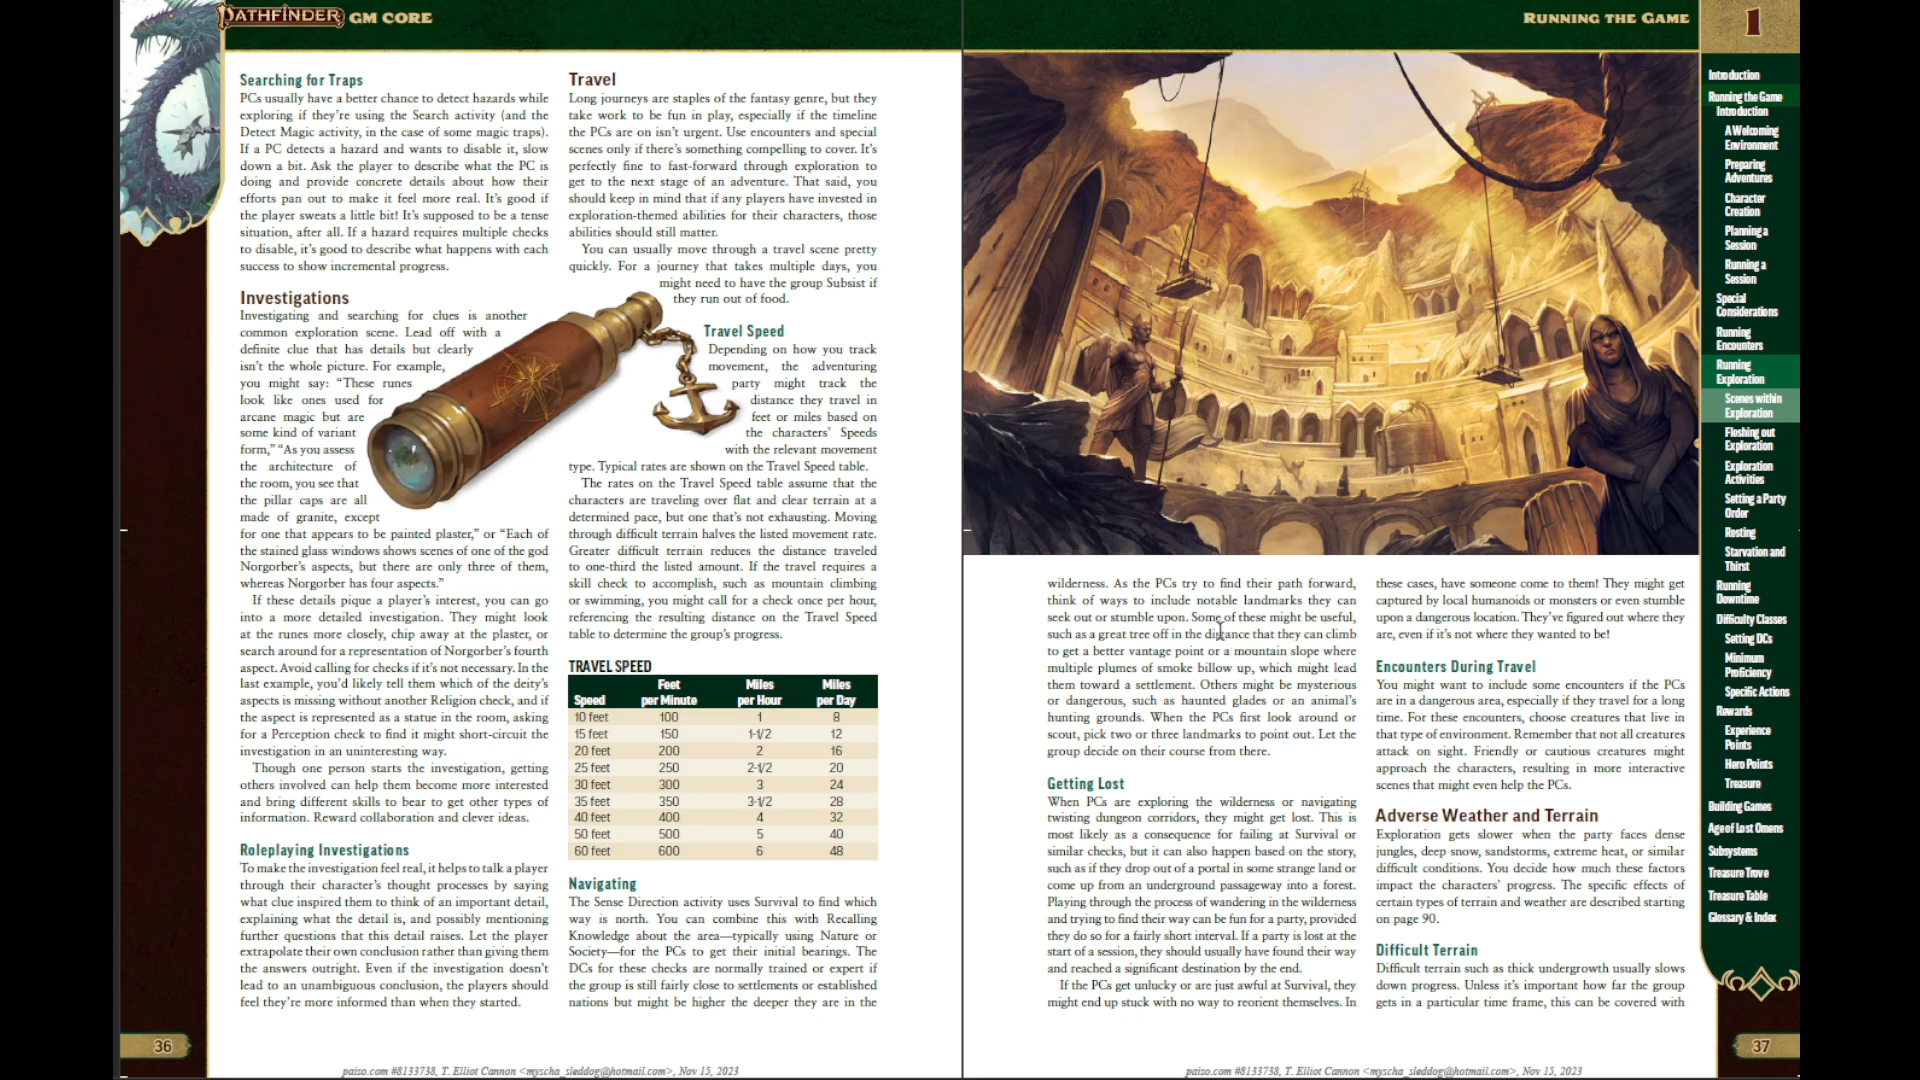 PATHFINDER GM CORE
Searching for Traps
PCs usually have a better chance to detect hazards while
exploring if they're using the Search activity (and the
Detect Magic activity, in the case of some magic traps).
If a PC detects a hazard and wants to disable it, slow
down a bit. Ask the player to describe what the PC is
doing and provide concrete details about how their
efforts pan out to make it feel more real. It's good if
the player sweats a little bit! It's supposed to be a tense
situation, after all. If a hazard requires multiple checks
to disable, it's good to describe what happens with each
success to show incremental progress.
Investigations
Investigating and searching for clues is another
common exploration scene. Lead off with a
definite clue that has details but clearly
isn't the whole picture. For example,
you might say: “These runes
look like ones used for
arcane magic but are
some kind of variant
form,” “As you assess
the architecture of
the room, you see that
the pillar caps are all
made of granite, except
for one that appears to be painted plaster,” or “Each of
the stained glass windows shows scenes of one of the god
Norgorber's aspects, but there are only three of them,
whereas Norgorber has four aspects.”
If these details pique a player's interest, you can go
into a more detailed investigation. They might look
at the runes more closely, chip away at the plaster, or
search around for a representation of Norgorber's fourth
aspect. Avoid calling for checks if it's not necessary. In the
last example, you'd likely tell them which of the deity's
aspects is missing without another Religion check, and if
the aspect is represented as a statue in the room, asking
for a Perception check to find it might short-circuit the
investigation in an uninteresting way.
Though one person starts the investigation, getting
others involved can help them become more interested
and bring different skills to bear to get other types of
information. Reward collaboration and clever ideas.
Roleplaying Investigations
To make the investigation feel real, it helps to talk a player
through their character's thought processes by saying
what clue inspired them to think of an important detail,
explaining what the detail is, and possibly mentioning
further questions that this detail raises. Let the player
extrapolate their own conclusion rather than giving them
the answers outright. Even if the investigation doesn't
lead to an unambiguous conclusion, the players should
feel they're more informed than when they started.
Travel
Long journeys are staples of the fantasy genre, but they
take work to be fun in play, especially if the timeline
the PCs are on isn't urgent. Use encounters and special
scenes only if there's something compelling to cover. It's
perfectly fine to fast-forward through exploration to
get to the next stage of an adventure. That said, you
should keep in mind that if any players have invested in
exploration-themed abilities for their characters, those
abilities should still matter.
You can usually move through a travel scene pretty
quickly. For a journey that takes multiple days, you
might need to have the group Subsist if
they run out of food.
Travel Speed
Depending on how you track
movement, the adventuring
party might track the
distance they travel in
feet or miles based on
the characters' Speeds
with the relevant movement
type. Typical rates are shown on the Travel Speed table.
The rates on the Travel Speed table assume that the
characters are traveling over flat and clear terrain at a
determined pace, but one that's not exhausting. Moving
through difficult terrain halves the listed movement rate.
Greater difficult terrain reduces the distance traveled
to one-third the listed amount. If the travel requires a
skill check to accomplish, such as mountain climbing
or swimming, you might call for a check once per hour,
referencing the resulting distance on the Travel Speed
table to determine the group's progress.
TRAVEL SPEED
Feet Miles Miles
Speed per Minute per Hour per Day
10 feet 100 1 8
15 feet 150 1-1/2 12
20 feet 200 2 16
25 feet 250 2-1/2 20
30 feet 300 3 24
35 feet 350 3-1/2 28
40 feet 400 4 32
50 feet 500 5 40
60 feet 600 6 48
Navigating
The Sense Direction activity uses Survival to find which
way is north. You can combine this with Recalling
Knowledge about the area—typically using Nature or
Society—for the PCs to get their initial bearings. The
DCs for these checks are normally trained or expert if
the group is still fairly close to settlements or established
nations but might be higher the deeper they are in the
36
paizo.com #8133738, T. Elliot Cannon <myscha_sleddog@hotmail.com>, Nov 15, 2023
RUNNING THE GAME
1
wilderness. As the PCs try to find their path forward,
think of ways to include notable landmarks they can
seek out or stumble upon. Some of these might be useful,
such as a great tree off in the distance that they can climb
to get a better vantage point or a mountain slope where
multiple plumes of smoke billow up, which might lead
them toward a settlement. Others might be mysterious
or dangerous, such as haunted glades or an animal's
hunting grounds. When the PCs first look around or
scout, pick two or three landmarks to point out. Let the
group decide on their course from there.
Getting Lost
When PCs are exploring the wilderness or navigating
twisting dungeon corridors, they might get lost. This is
most likely as a consequence for failing at Survival or
similar checks, but it can also happen based on the story,
such as if they drop out of a portal in some strange land or
come up from an underground passageway into a forest.
Playing through the process of wandering in the wilderness
and trying to find their way can be fun for a party, provided
they do so for a fairly short interval. If a party is lost at the
start of a session, they should usually have found their way
and reached a significant destination by the end.
If the PCs get unlucky or are just awful at Survival, they
might end up stuck with no way to reorient themselves. In
these cases, have someone come to them! They might get
captured by local humanoids or monsters or even stumble
upon a dangerous location. They've figured out where they
are, even if it's not where they wanted to be!
Encounters During Travel
You might want to include some encounters if the PCs
are in a dangerous area, especially if they travel for a long
time. For these encounters, choose creatures that live in
that type of environment. Remember that not all creatures
attack on sight. Friendly or cautious creatures might
approach the characters, resulting in more interactive
scenes that might even help the PCs.
Adverse Weather and Terrain
Exploration gets slower when the party faces dense
jungles, deep snow, sandstorms, extreme heat, or similar
difficult conditions. You decide how much these factors
impact the characters' progress. The specific effects of
certain types of terrain and weather are described starting
on page 90.
Difficult Terrain
Difficult terrain such as thick undergrowth usually slows
down progress. Unless it's important how far the group
gets in a particular time frame, this can be covered with
Introduction
Running the Game
Introduction
A Welcoming
Environment
Preparing
Adventures
Character
Creation
Planning a
Session
Running a
Session
Special
Considerations
Running
Encounters
Running
Exploration
Scenes within
Exploration
Fleshing out
Exploration
Exploration
Activities
Setting a Party
Order
Resting
Starvation and
Thirst
Running
Downtime
Difficulty Classes
Setting DCs
Minimum
Proficiency
Specific Actions
Rewards
Experience
Points
Hero Points
Treasure
Building Games
Age of Lost Omens
Subsystems
Treasure Trove
Treasure Table
Glossary & Index
37
paizo.com #8133738, T. Elliot Cannon <myscha_sleddog@hotmail.com>, Nov 15, 2023